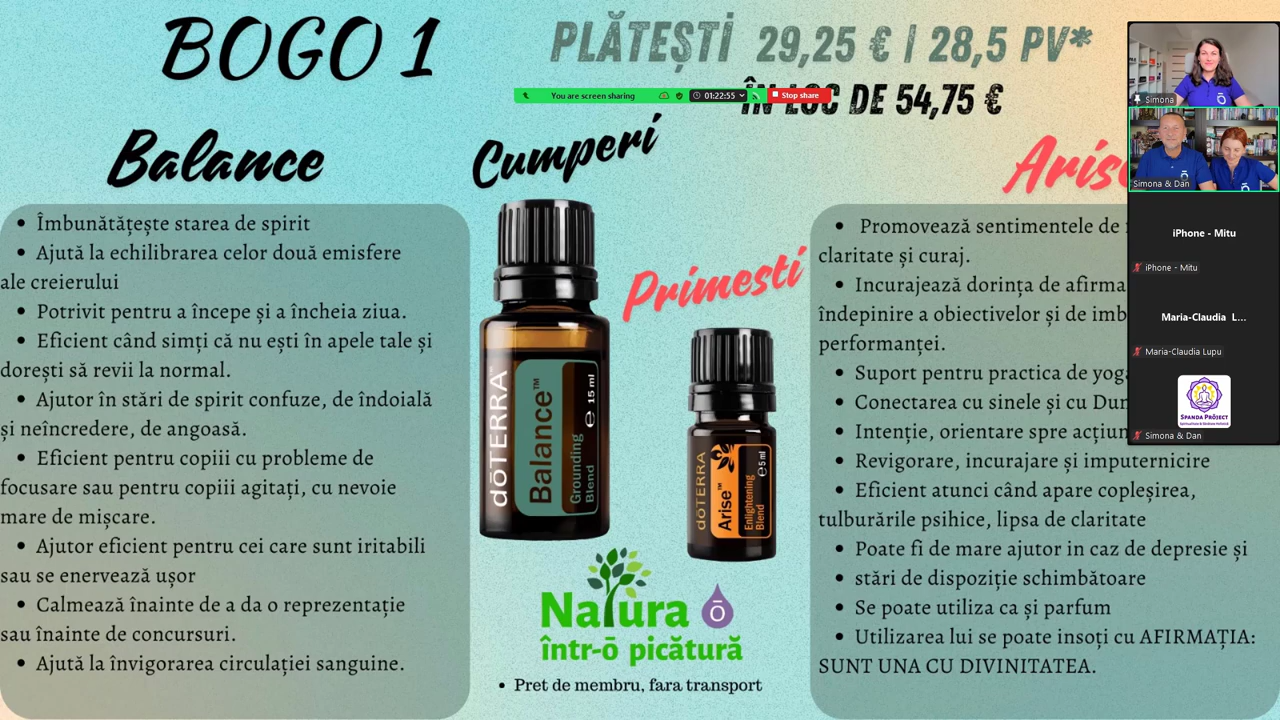 BOGO 1
PLĂTEȘTI 29,25 € | 28,5 PV*
You are screen sharing
01:22:55
Stop share
ÎN LOC DE 54,75 €
Balance
Cumperi
Primesti
Îmbunătățește starea de spirit
Ajută la echilibrarea celor două emisfere
ale creierului
Potrivit pentru a începe și a încheia ziua.
Eficient când simți că nu ești în apele tale și
dorești să revii la normal.
Ajutor în stări de spirit confuze, de îndoială
și neîncredere, de angoasă.
Eficient pentru copiii cu probleme de
focusare sau pentru copiii agitați, cu nevoie
mare de mișcare.
Ajutor eficient pentru cei care sunt iritabili
sau se enervează ușor
Calmează înainte de a da o reprezentație
sau înainte de concursuri.
Ajută la învigorarea circulației sanguine.
dōTERRA
Balance™
Grounding
Blend
℮ 15 ml
dōTERRA
Arise™
Enlightening
Blend
℮ 5 ml
Natura ō
într-ō picătură
Pret de membru, fara transport
Promovează sentimentele de
claritate și curaj.
Incurajează dorința de
îndepinire a obiectivelor și de
performanței.
Suport pentru practica de
Conectarea cu sinele și cu
Intenție, orientare spre
Revigorare, incurajare și imputernicire
Eficient atunci când apare copleșirea,
tulburările psihice, lipsa de claritate
Poate fi de mare ajutor in caz de depresie și
stări de dispoziție schimbătoare
Se poate utiliza ca și parfum
Utilizarea lui se poate insoți cu AFIRMAȚIA:
SUNT UNA CU DIVINITATEA.
Simona
Simona & Dan
iPhone - Mitu
iPhone - Mitu
Maria-Claudia L...
Maria-Claudia Lupu
SPANDA PROJECT
Simona & Dan